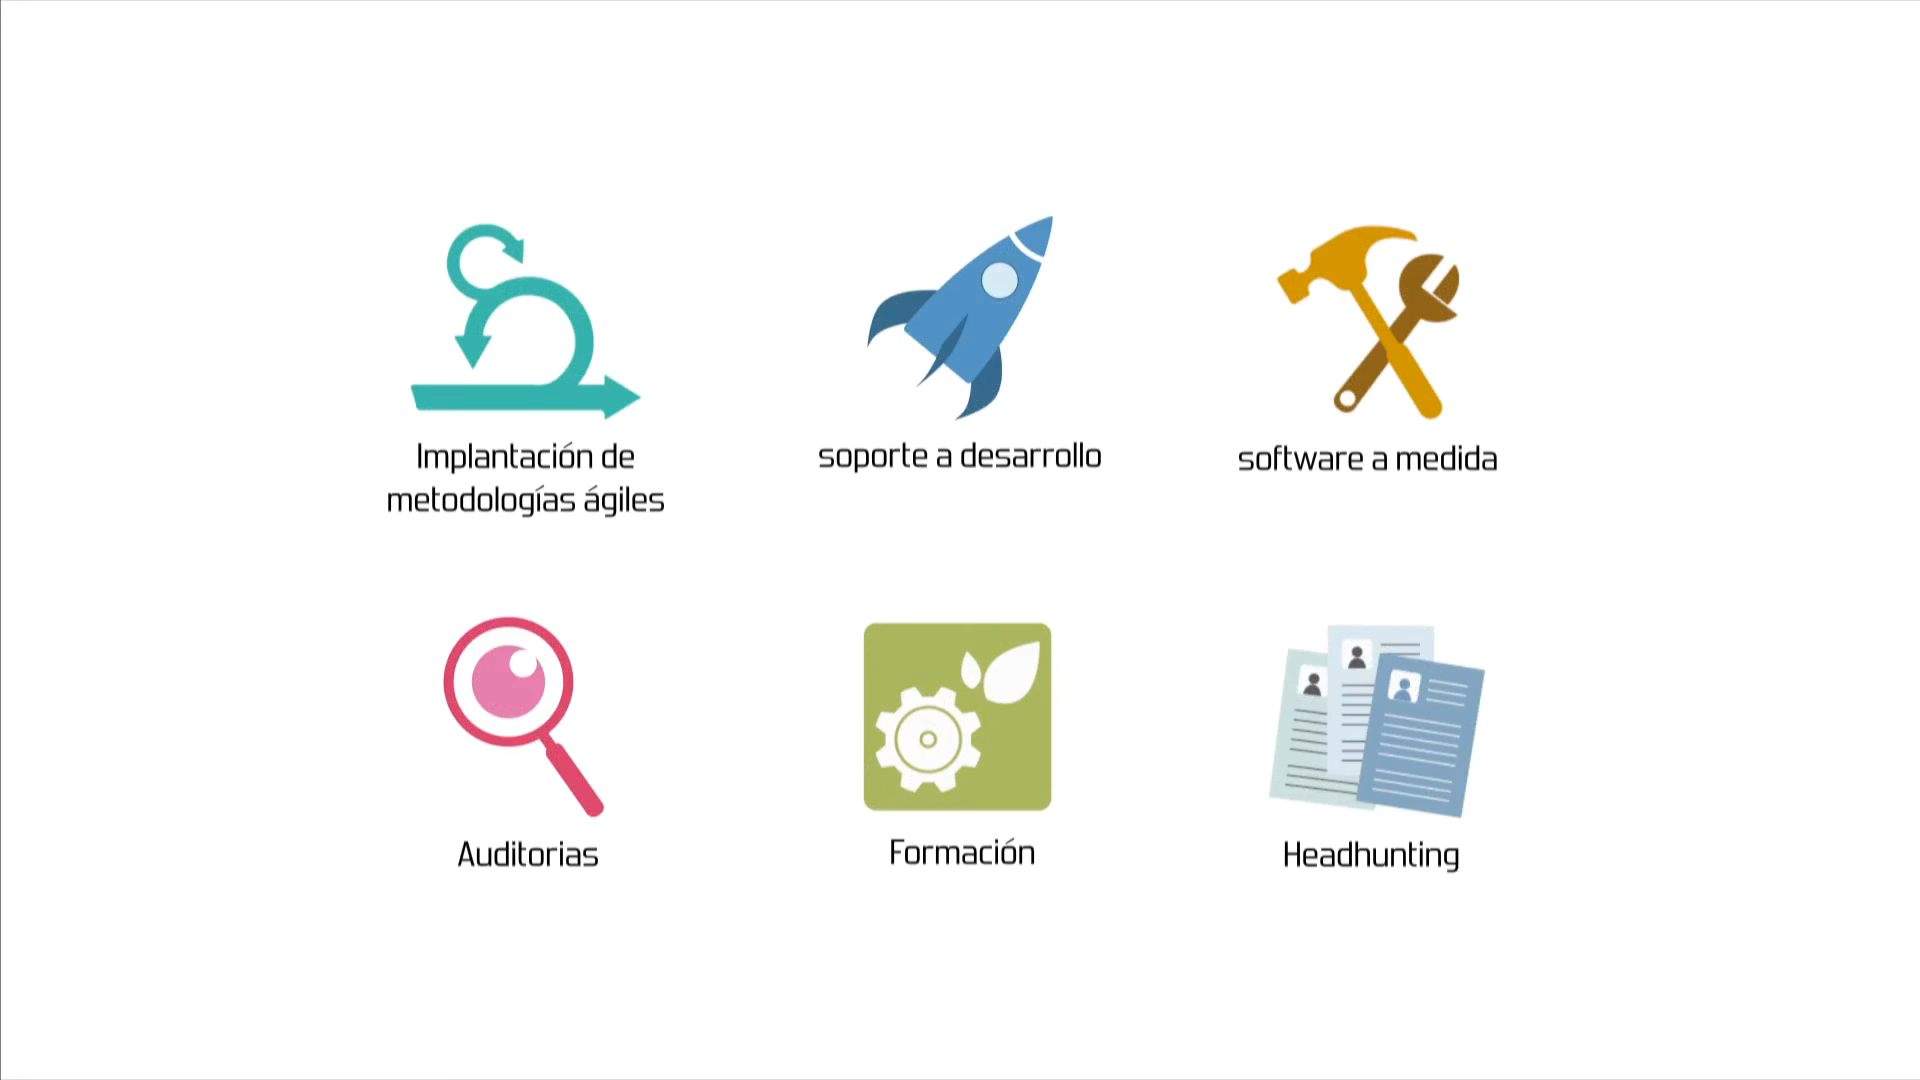 Implantación de
metodologías ágiles
soporte a desarrollo
software a medida
Auditorias
Formación
Headhunting